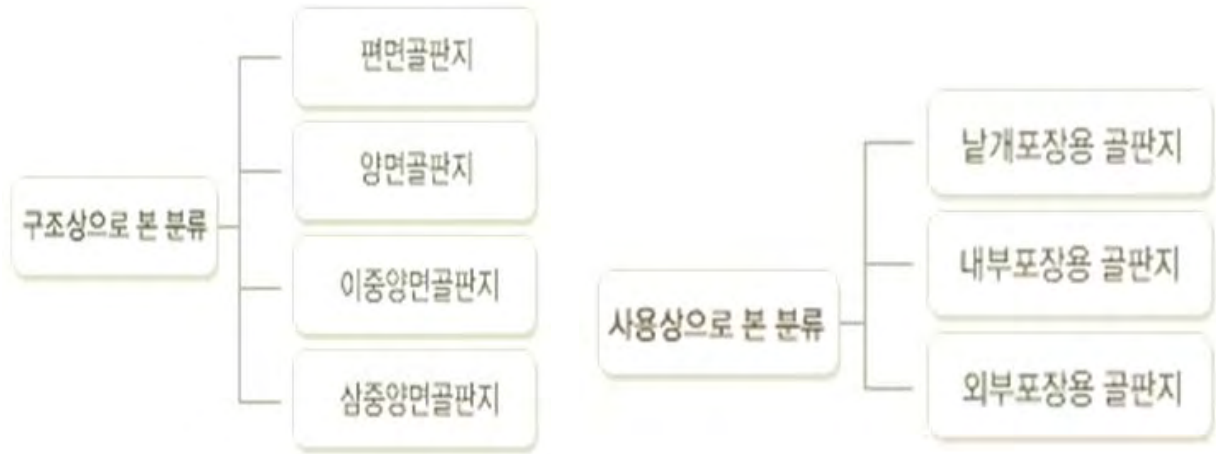 구조상으로 본 분류
편면골판지
양면골판지
이중양면골판지
삼중양면골판지
사용상으로 본 분류
낱개포장용 골판지
내부포장용 골판지
외부포장용 골판지